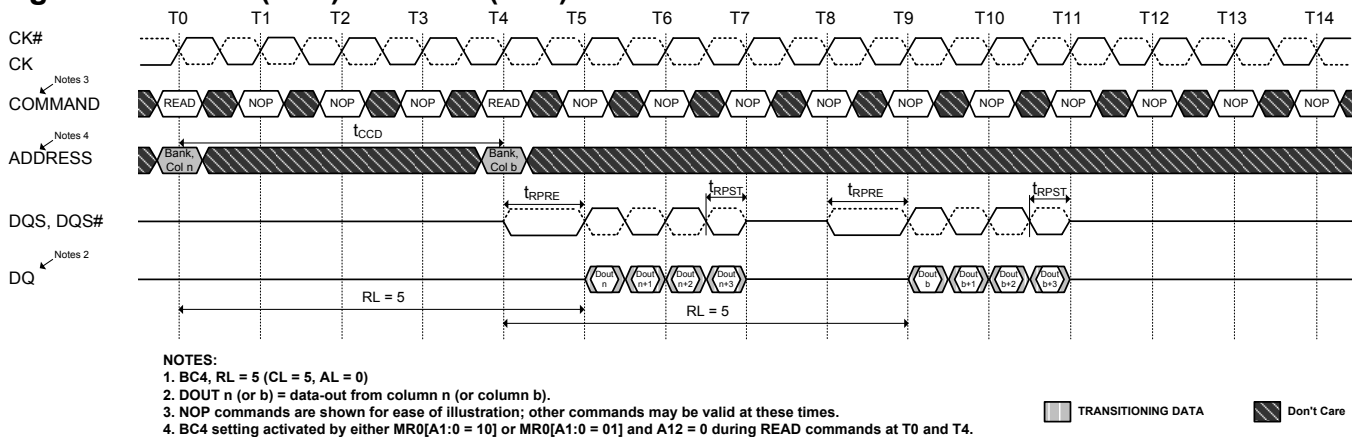 T0 T1 T2 T3 T4 T5 T6 T7 T8 T9 T10 T11 T12 T13 T14
CK#
CK
Notes 3
COMMAND READ NOP NOP NOP READ NOP NOP NOP NOP NOP NOP NOP NOP NOP NOP
tCCD
Notes 4
ADDRESS Bank, Col n Bank, Col b
tRPRE tRPST tRPRE tRPST
DQS, DQS#
Notes 2
DQ Dout n Dout n+1 Dout n+2 Dout n+3 Dout b Dout b+1 Dout b+2 Dout b+3
RL = 5 RL = 5
NOTES:
1. BC4, RL = 5 (CL = 5, AL = 0)
2. DOUT n (or b) = data-out from column n (or column b).
3. NOP commands are shown for ease of illustration; other commands may be valid at these times.
4. BC4 setting activated by either MR0[A1:0 = 10] or MR0[A1:0 = 01] and A12 = 0 during READ commands at T0 and T4.
TRANSITIONING DATA Don't Care